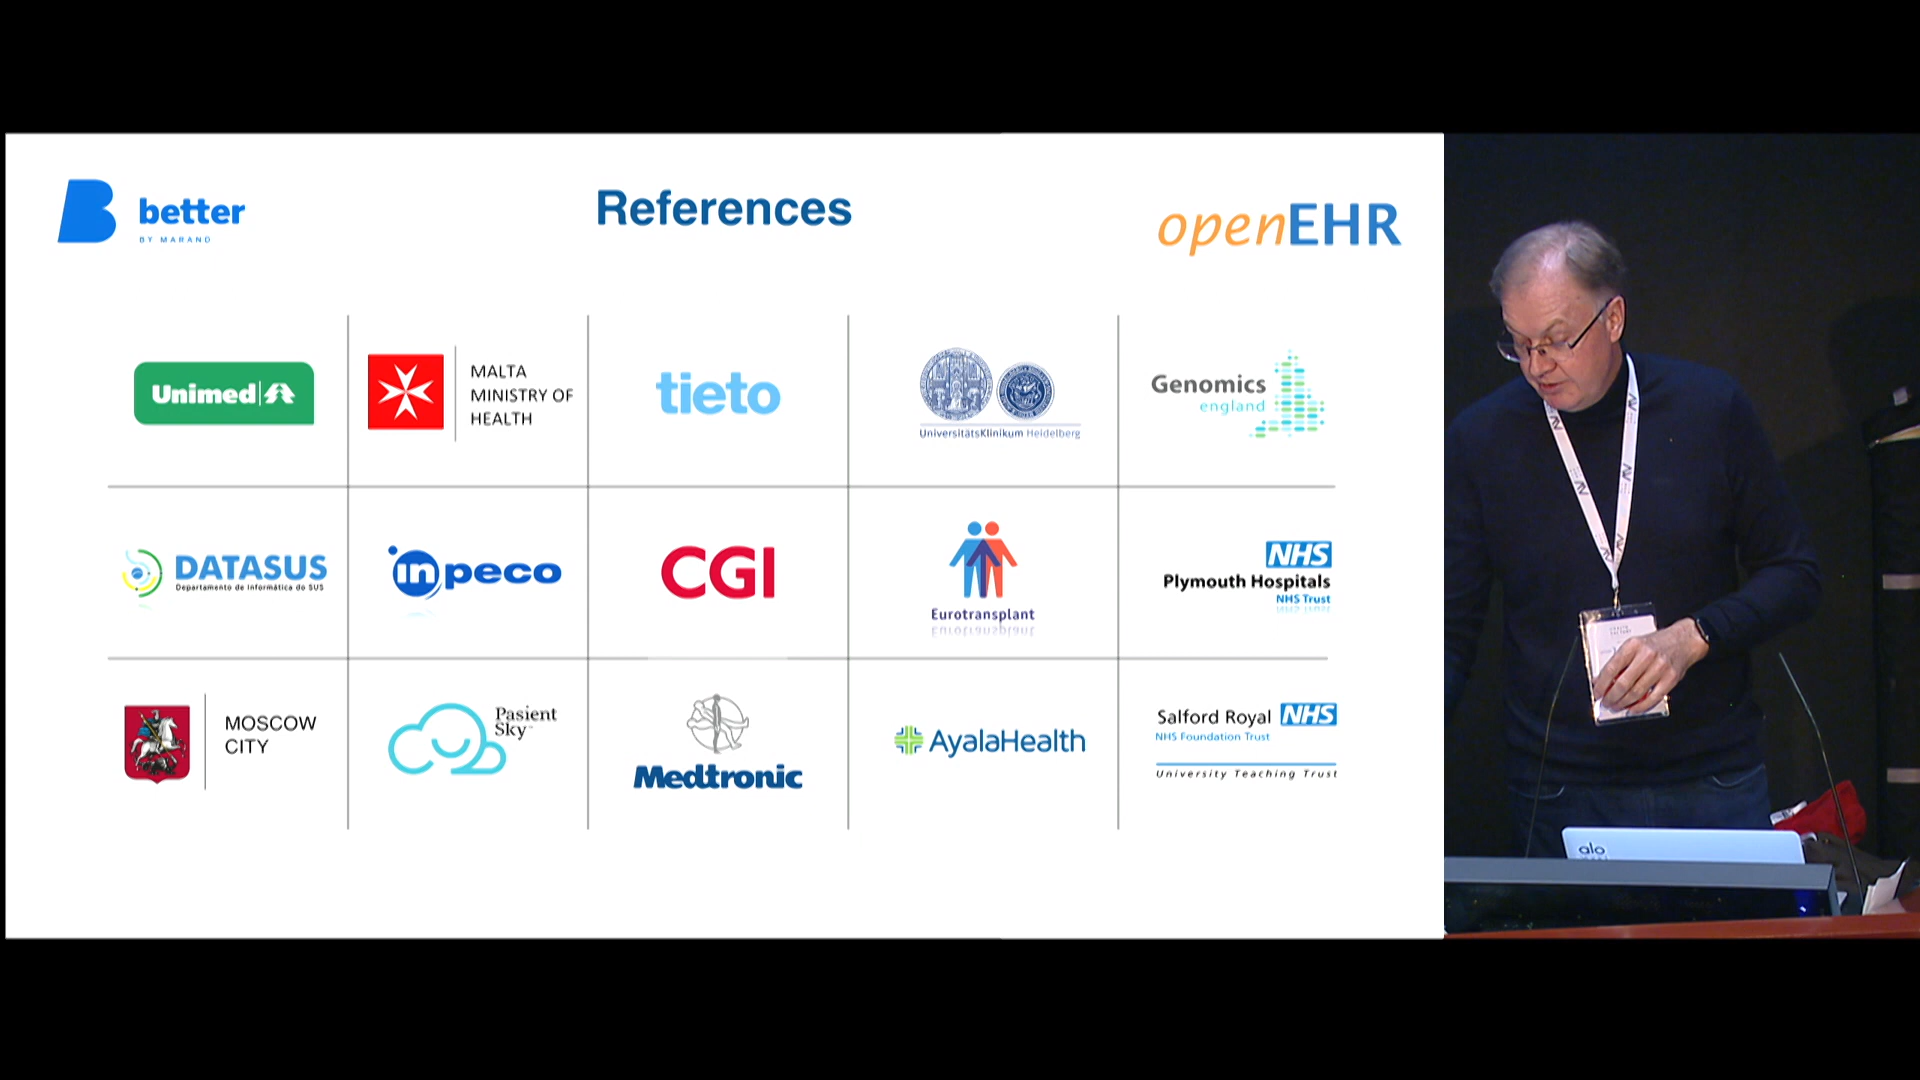 better
BY MARAND
References
openEHR
Unimed
MALTA
MINISTRY OF
HEALTH
tieto
UniversitätsKlinikum Heidelberg
Genomics
england
DATASUS
Departamento de Informática do SUS
inpeco
CGI
Eurotransplant
NHS
Plymouth Hospitals
NHS Trust
MOSCOW
CITY
Pasient
Sky
Medtronic
AyalaHealth
Salford Royal NHS
NHS Foundation Trust
University Teaching Trust
alo